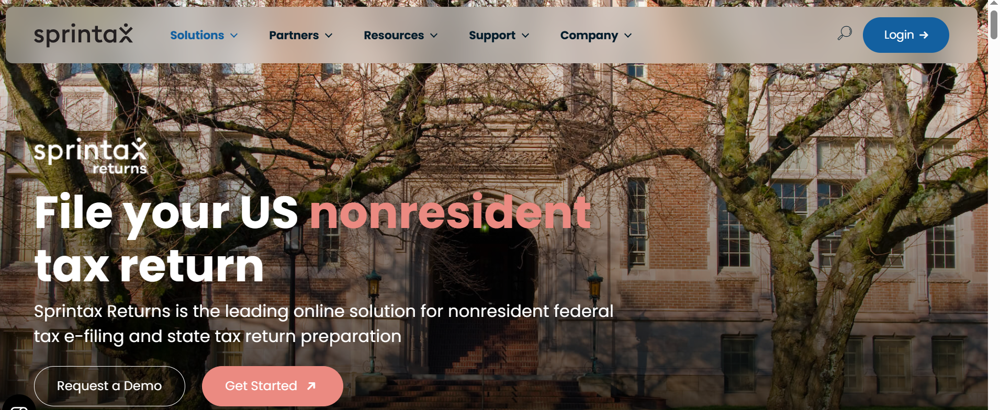 sprintax
Solutions
Partners
Resources
Support
Company
Login
sprintax
returns
File your US nonresident
tax return
Sprintax Returns is the leading online solution for nonresident federal
tax e-filing and state tax return preparation
Request a Demo
Get Started